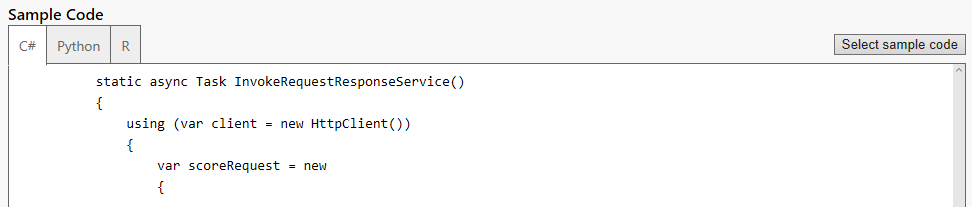 Sample Code
C# Python R Select sample code
static async Task InvokeRequestResponseService()
{
using (var client = new HttpClient())
{
var scoreRequest = new
{